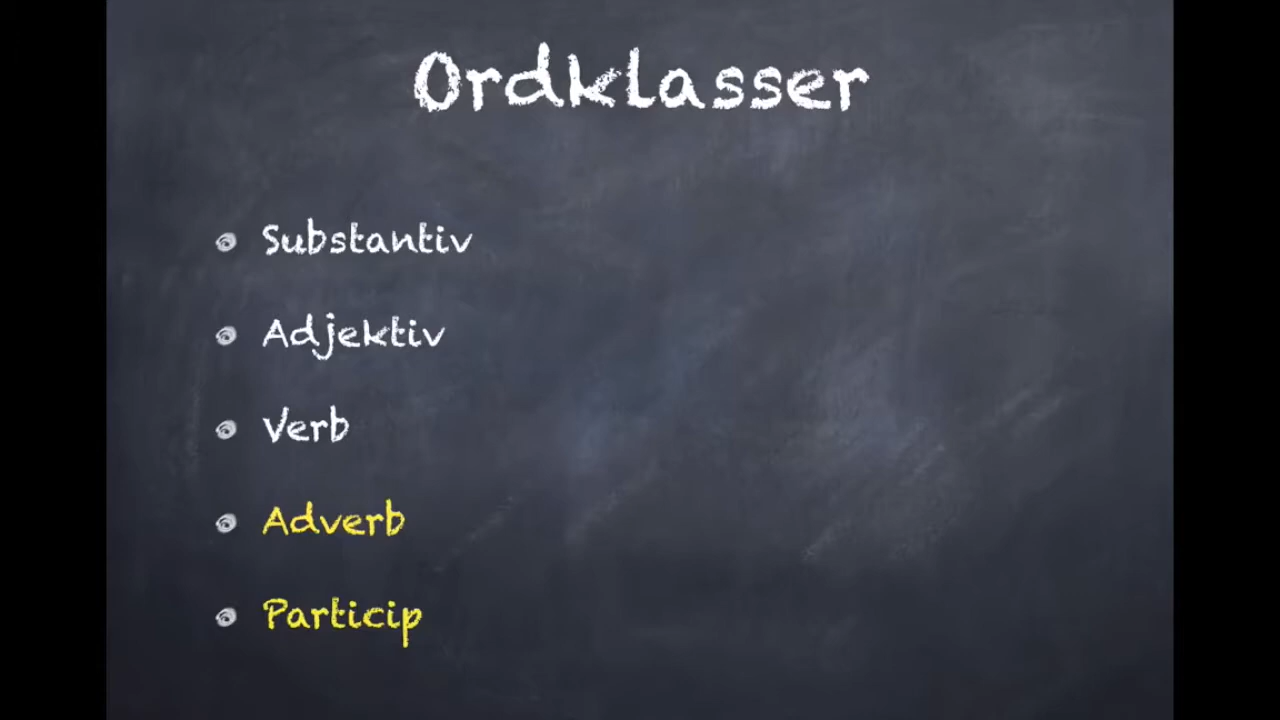 Ordklasser
Substantiv
Adjektiv
Verb
Adverb
Particip